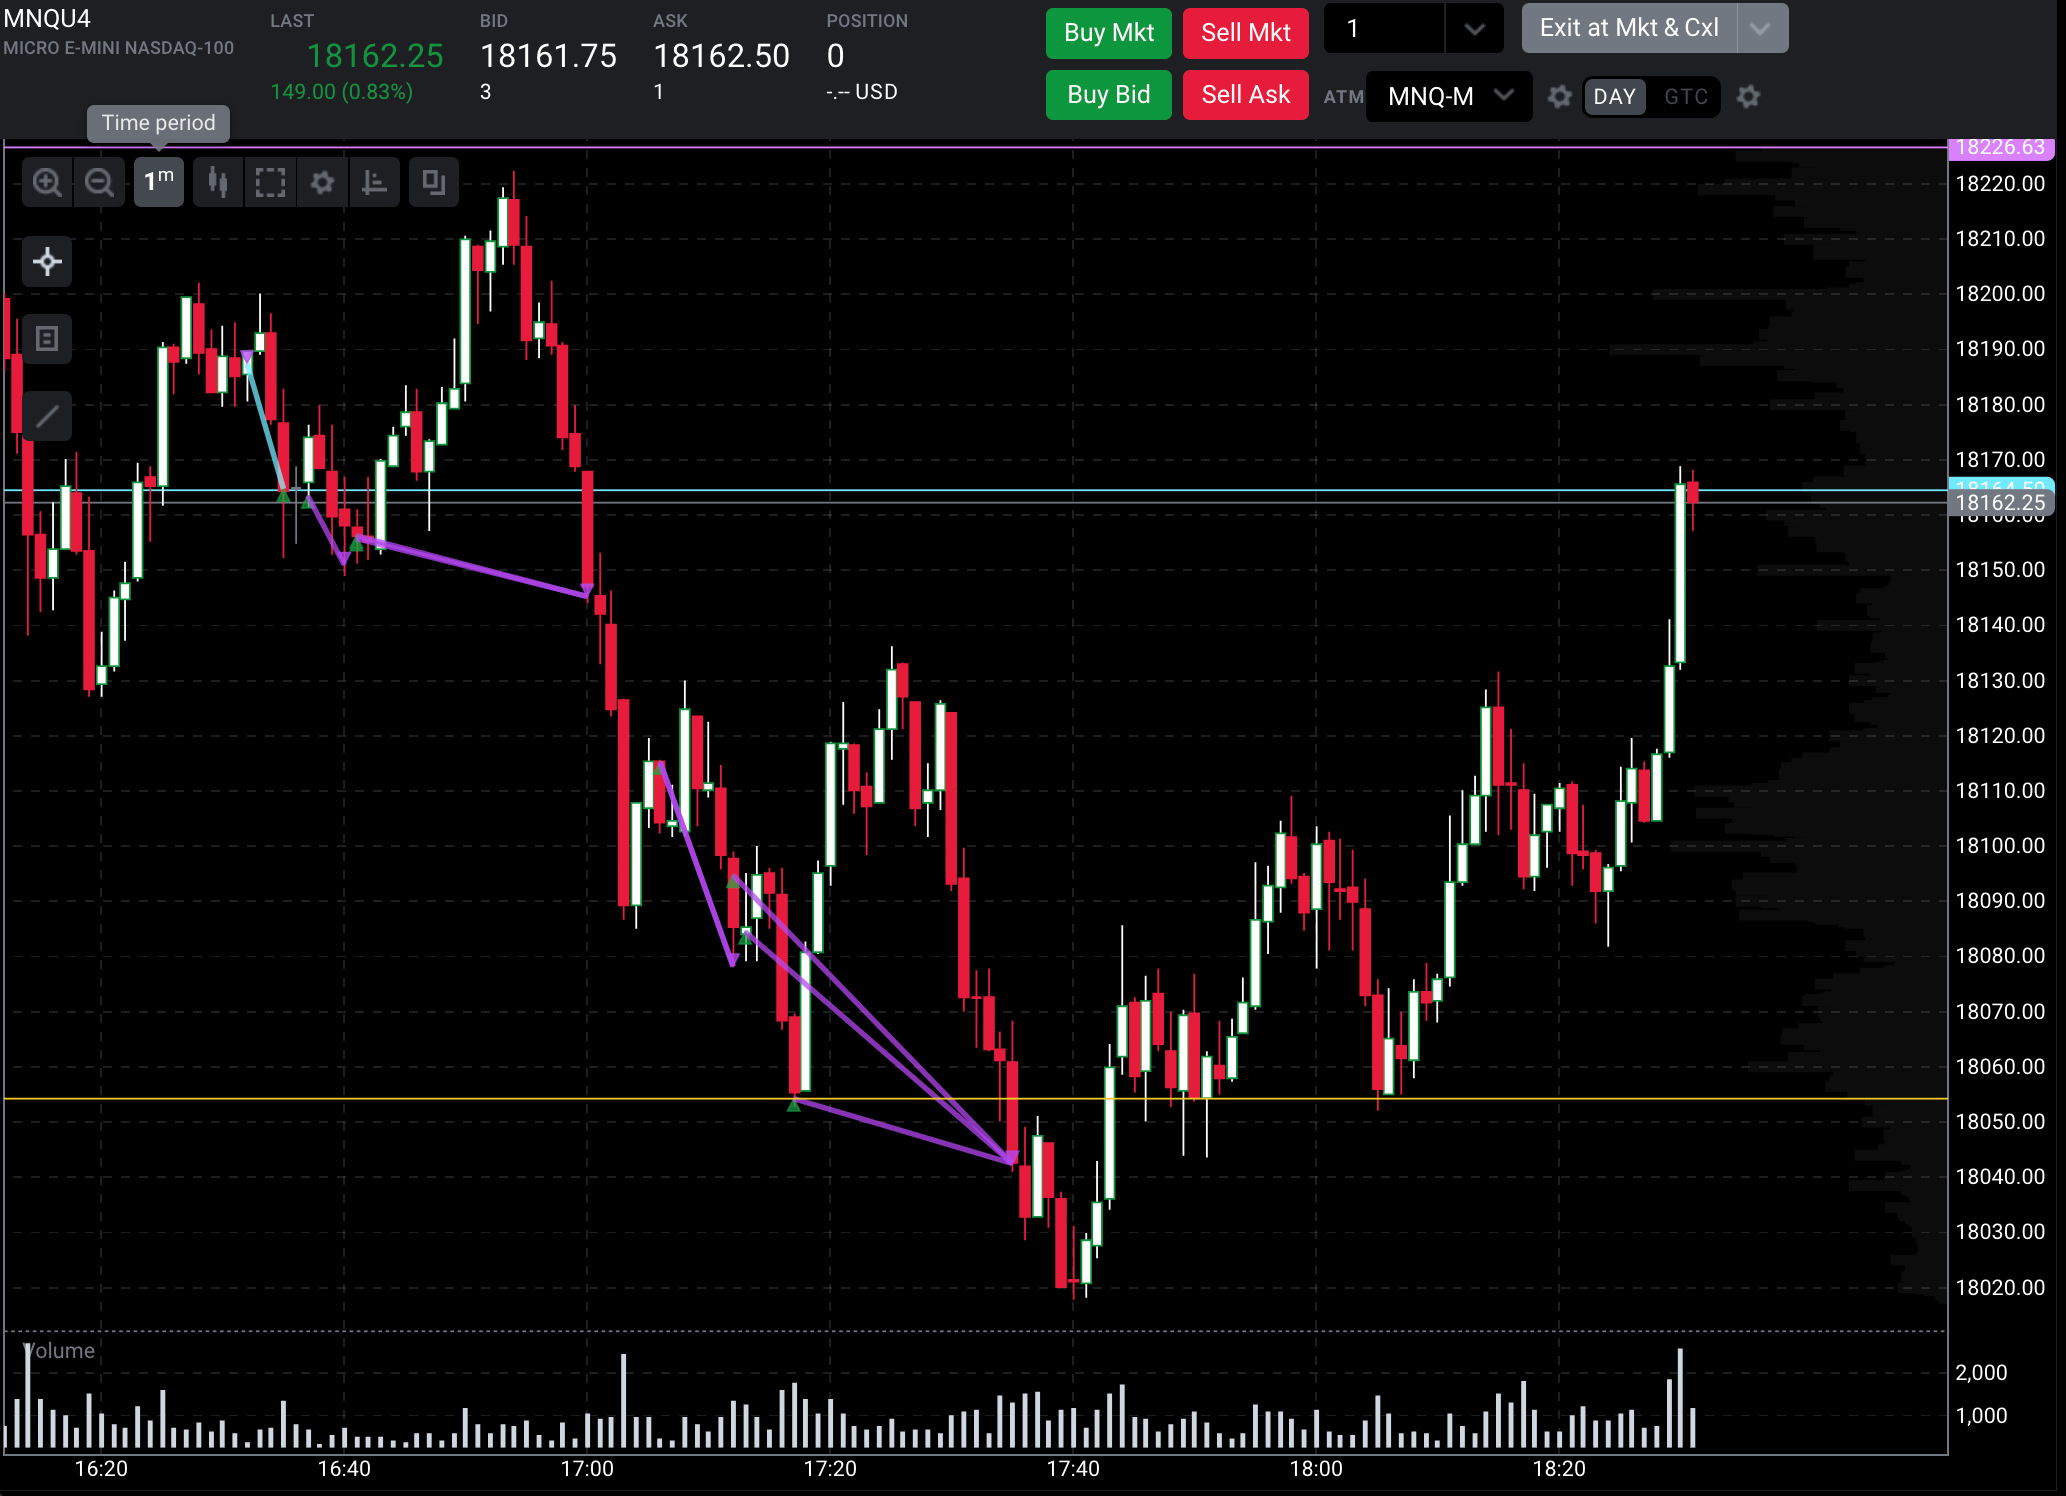 MNQU4
MICRO E-MINI NASDAQ-100
LAST
18162.25
149.00 (0.83%)
BID
18161.75
3
ASK
18162.50
1
POSITION
0
-.-- USD
Buy Mkt
Sell Mkt
1
Exit at Mkt & Cxl
Buy Bid
Sell Ask
ATM
MNQ-M
DAY
GTC
Time period
1m
18226.63
18220.00
18210.00
18200.00
18190.00
18180.00
18170.00
18164.50
18162.25
18160.00
18150.00
18140.00
18130.00
18120.00
18110.00
18100.00
18090.00
18080.00
18070.00
18060.00
18050.00
18040.00
18030.00
18020.00
Volume
2,000
1,000
16:20
16:40
17:00
17:20
17:40
18:00
18:20